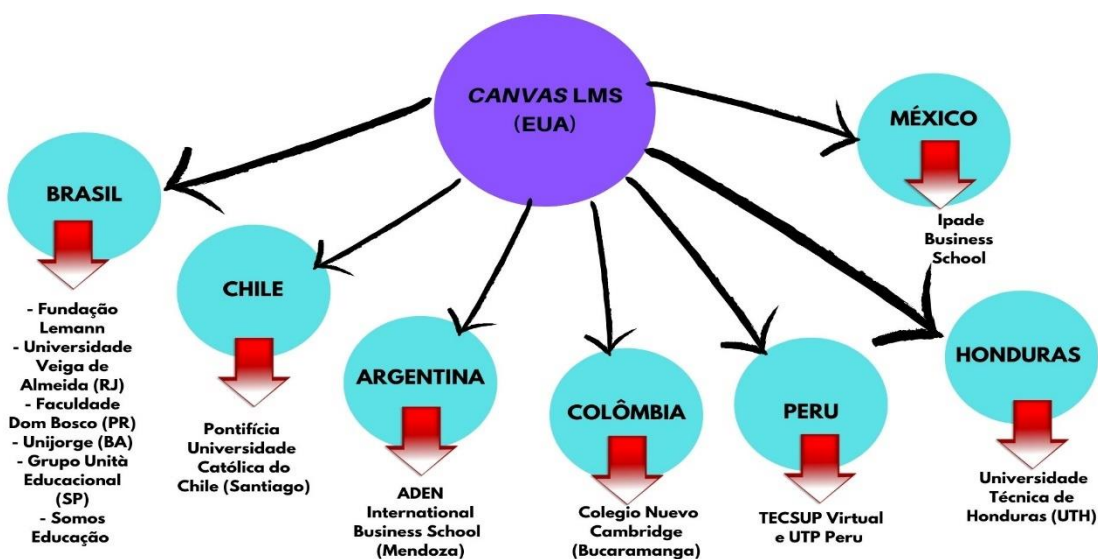 CANVAS LMS
(EUA)
BRASIL
- Fundação
Lemann
- Universidade
Veiga de
Almeida (RJ)
- Faculdade
Dom Bosco (PR)
- Unijorge (BA)
- Grupo Unità
Educacional
(SP)
- Somos
Educação
CHILE
Pontifícia
Universidade
Católica do
Chile (Santiago)
ARGENTINA
ADEN
International
Business School
(Mendoza)
COLÔMBIA
Colegio Nuevo
Cambridge
(Bucaramanga)
PERU
TECSUP Virtual
e UTP Peru
HONDURAS
Universidade
Técnica de
Honduras (UTH)
MÉXICO
Ipade
Business
School